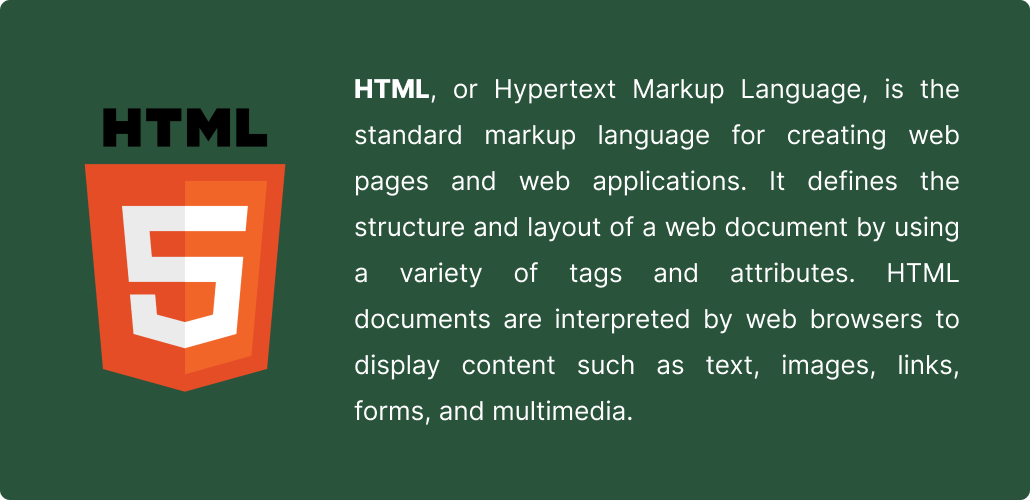 HTML
5
HTML, or Hypertext Markup Language, is the
standard markup language for creating web
pages and web applications. It defines the
structure and layout of a web document by using
a variety of tags and attributes. HTML
documents are interpreted by web browsers to
display content such as text, images, links,
forms, and multimedia.